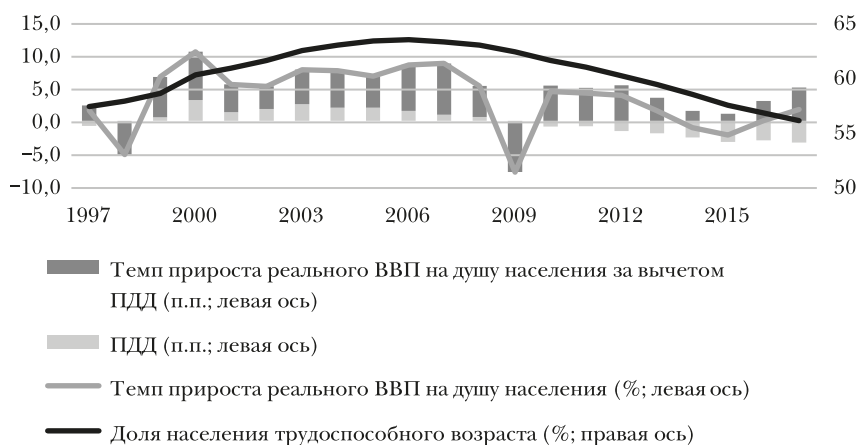 15,0 65
10,0 60
5,0
0,0 55
−5,0
−10,0 50
1997 2000 2003 2006 2009 2012 2015
Темп прироста реального ВВП на душу населения за вычетом
ПДД (п.п.; левая ось)
ПДД (п.п.; левая ось)
Темп прироста реального ВВП на душу населения (%; левая ось)
Доля населения трудоспособного возраста (%; правая ось)